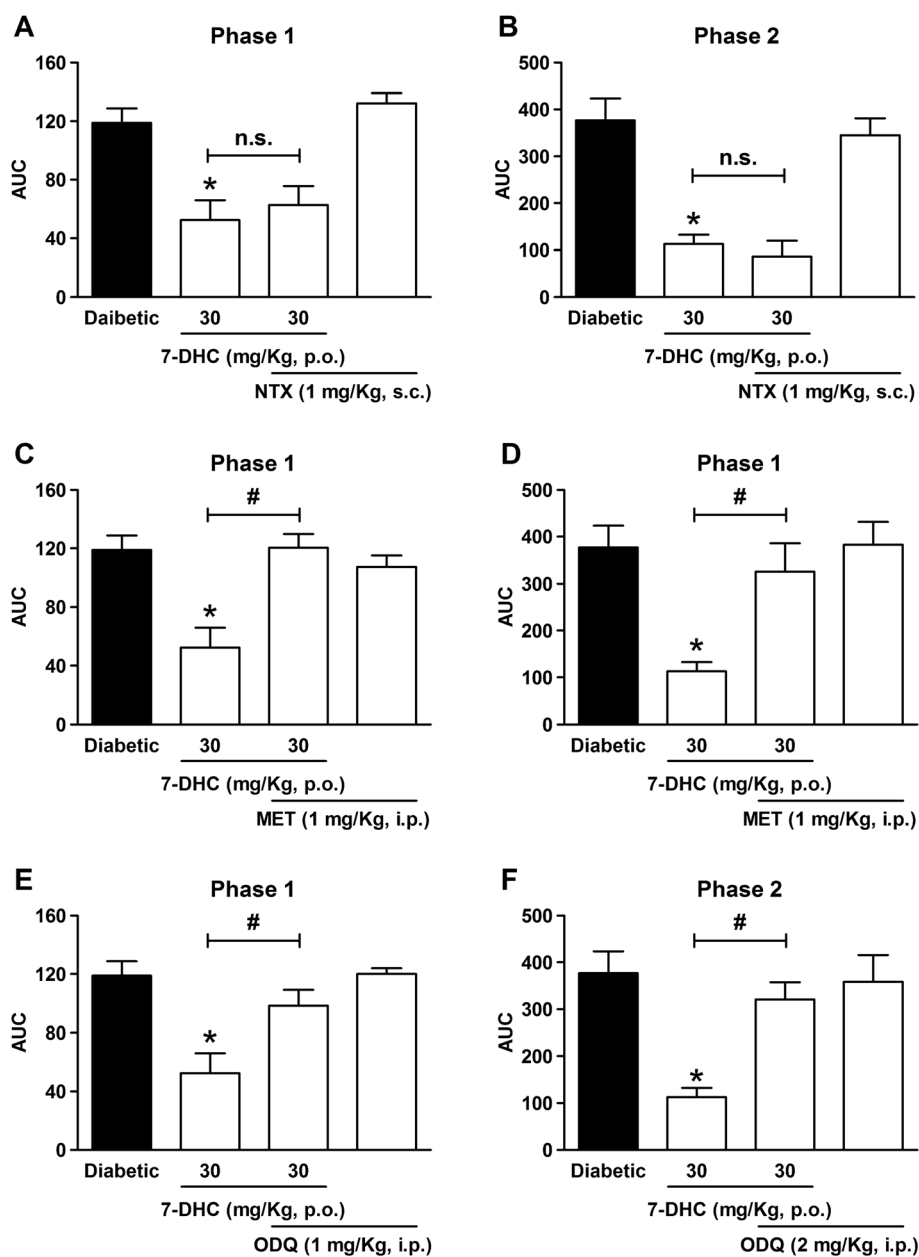 A
Phase 1
160
120
80
40
0
AUC
n.s.
*
Daibetic
30
30
7-DHC (mg/Kg, p.o.)
NTX (1 mg/Kg, s.c.)
B
Phase 2
500
400
300
200
100
0
AUC
n.s.
*
Diabetic
30
30
7-DHC (mg/Kg, p.o.)
NTX (1 mg/Kg, s.c.)
C
Phase 1
160
120
80
40
0
AUC
#
*
Diabetic
30
30
7-DHC (mg/Kg, p.o.)
MET (1 mg/Kg, i.p.)
D
Phase 1
500
400
300
200
100
0
AUC
#
*
Diabetic
30
30
7-DHC (mg/Kg, p.o.)
MET (1 mg/Kg, i.p.)
E
Phase 1
160
120
80
40
0
AUC
#
*
Diabetic
30
30
7-DHC (mg/Kg, p.o.)
ODQ (1 mg/Kg, i.p.)
F
Phase 2
500
400
300
200
100
0
AUC
#
*
Diabetic
30
30
7-DHC (mg/Kg, p.o.)
ODQ (2 mg/Kg, i.p.)